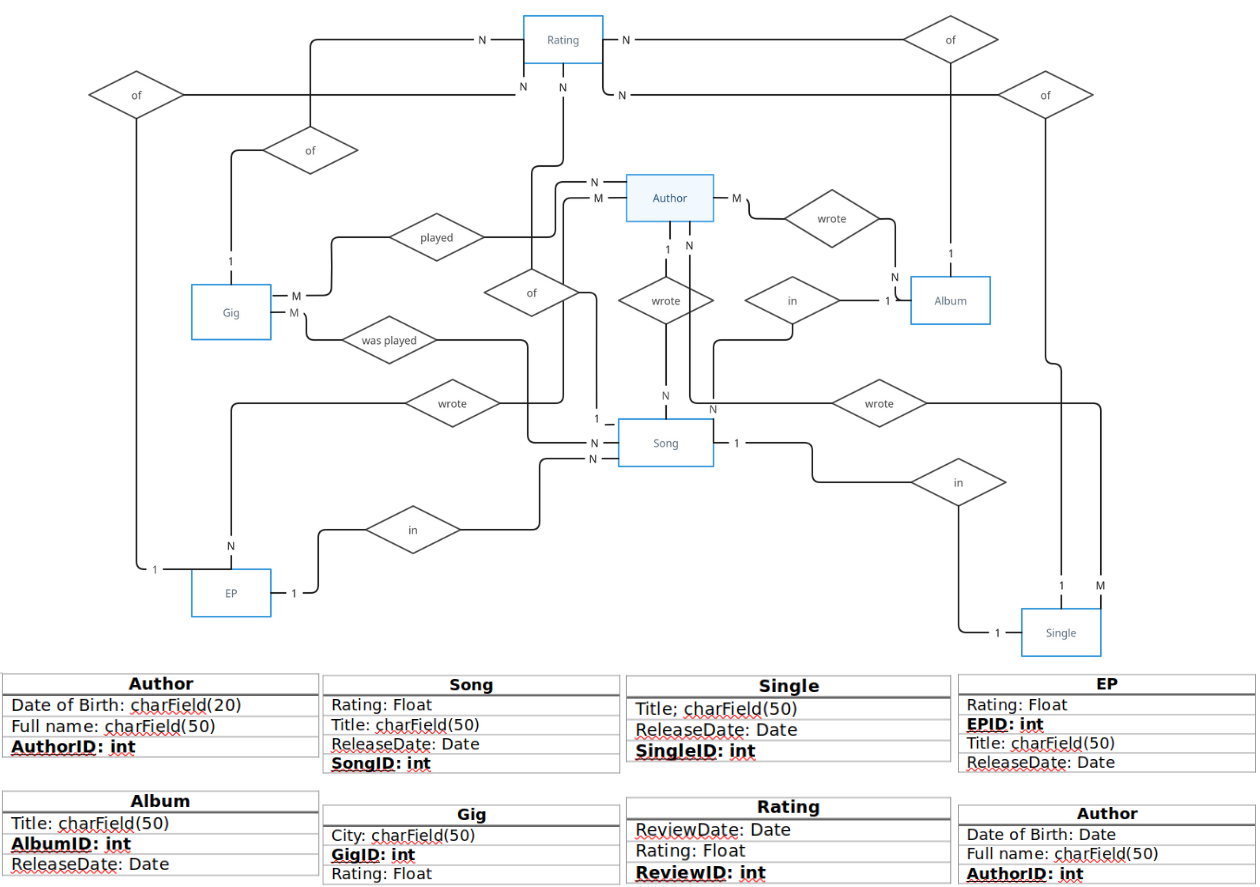 N
Rating
N
of
N
N
N
of
of
of
N
Author
M
M
wrote
played
1
N
1
1
N
M
Gig
M
of
wrote
in
1
Album
was played
wrote
N
N
wrote
1
N
Song
1
N
in
in
N
1
M
1
EP
1
1
Single
Author
Date of Birth: charField(20)
Full name: charField(50)
AuthorID: int
Song
Rating: Float
Title: charField(50)
ReleaseDate: Date
SongID: int
Single
Title; charField(50)
ReleaseDate: Date
SingleID: int
EP
Rating: Float
EPID: int
Title: charField(50)
ReleaseDate: Date
Album
Title: charField(50)
AlbumID: int
ReleaseDate: Date
Gig
City: charField(50)
GigID: int
Rating: Float
Rating
ReviewDate: Date
Rating: Float
ReviewID: int
Author
Date of Birth: Date
Full name: charField(50)
AuthorID: int